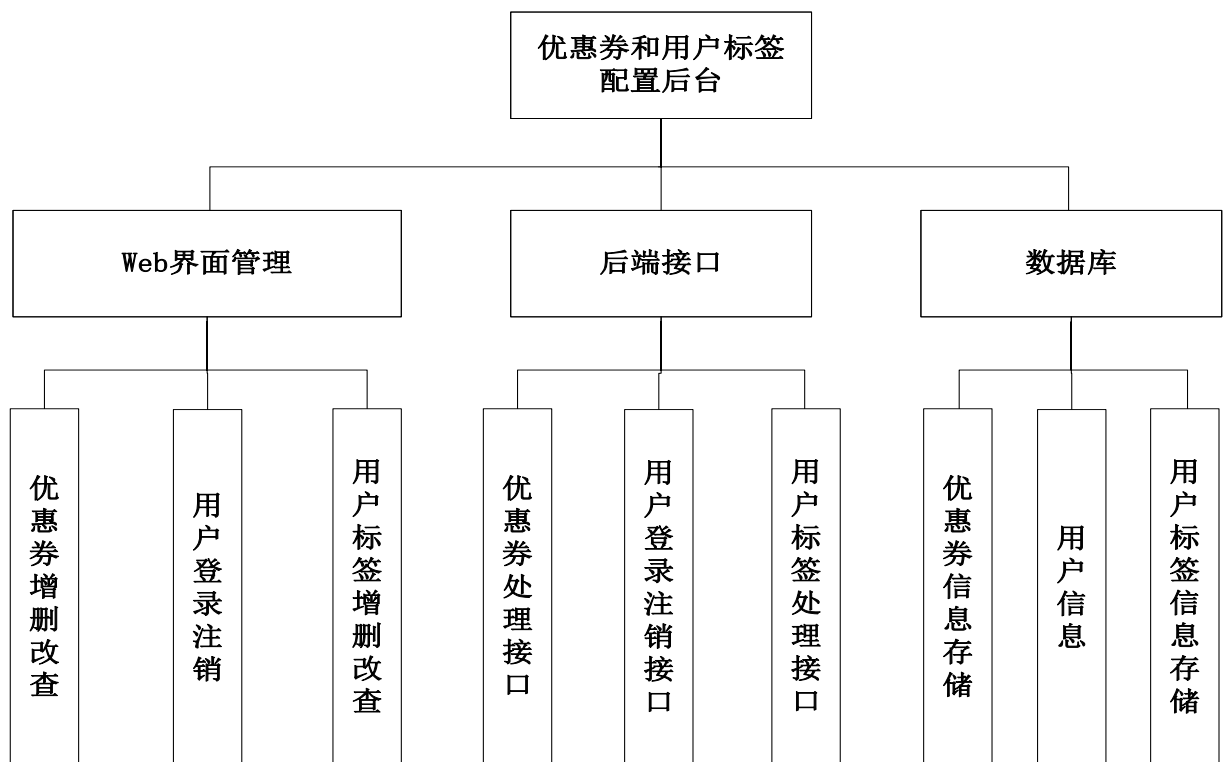 优惠券和用户标签
配置后台
Web界面管理
后端接口
数据库
优惠券增删改查
用户登录注销
用户标签增删改查
优惠券处理接口
用户登录注销接口
用户标签处理接口
优惠券信息存储
用户信息
用户标签信息存储